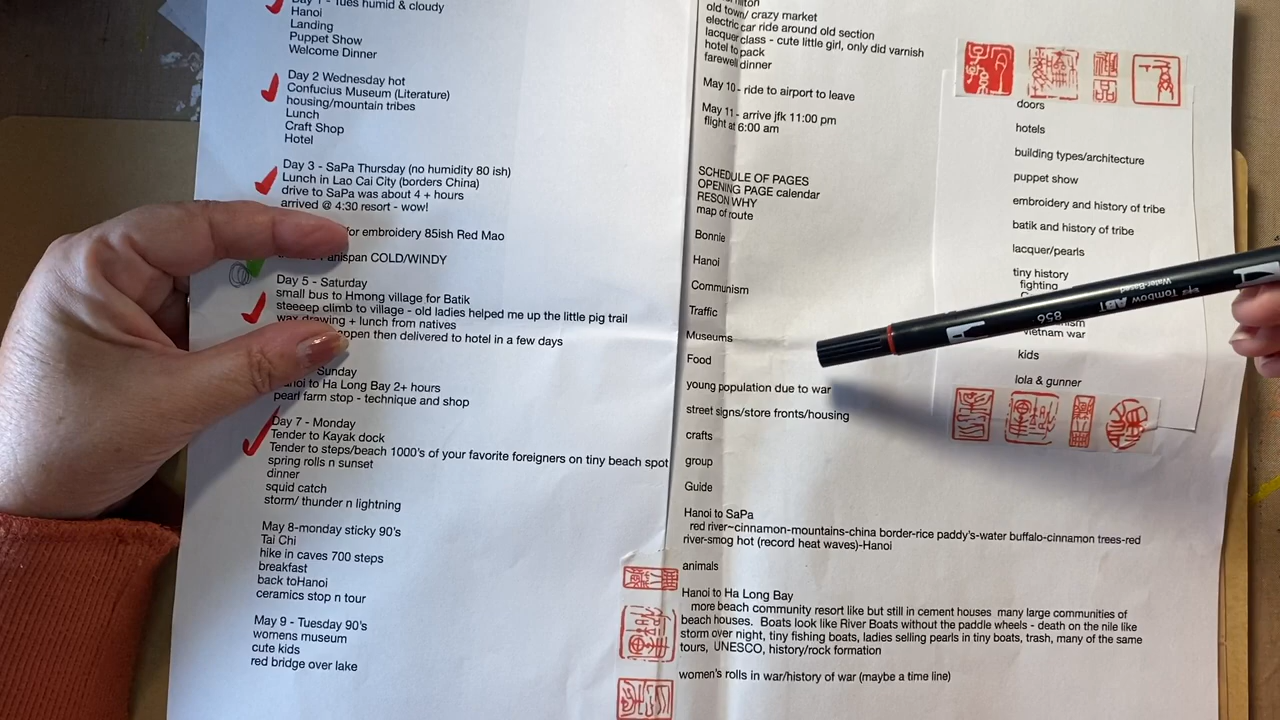 Day 1 - Tues humid & cloudy
Hanoi
Landing
Puppet Show
Welcome Dinner
Day 2 Wednesday hot
Confucius Museum (Literature)
housing/mountain tribes
Lunch
Craft Shop
Hotel
Day 3 - SaPa Thursday (no humidity 80 ish)
Lunch in Lao Cai City (borders China)
drive to SaPa was about 4 + hours
arrived @ 4:30 resort - wow!
for embroidery 85ish Red Mao
COLD/WINDY
Day 5 - Saturday
small bus to Hmong village for Batik
steeeep climb to village - old ladies helped me up the little pig trail
wax drawing + lunch from natives
then delivered to hotel in a few days
Sunday
to Ha Long Bay 2+ hours
pearl farm stop - technique and shop
Day 7 - Monday
Tender to Kayak dock
Tender to steps/beach 1000's of your favorite foreigners on tiny beach spot
spring rolls n sunset
dinner
squid catch
storm/ thunder n lightning
May 8-monday sticky 90's
Tai Chi
hike in caves 700 steps
breakfast
back toHanoi
ceramics stop n tour
May 9 - Tuesday 90's
womens museum
cute kids
red bridge over lake
old town/ crazy market
electric car ride around old section
lacquer class - cute little girl, only did varnish
hotel to pack
farewell dinner
May 10 - ride to airport to leave
May 11 - arrive jfk 11:00 pm
flight at 6:00 am
SCHEDULE OF PAGES
OPENING PAGE calendar
RESON WHY
map of route
Bonnie
Hanoi
Communism
Traffic
Museums
Food
young population due to war
street signs/store fronts/housing
crafts
group
Guide
Hanoi to SaPa
red river~cinnamon-mountains-china border-rice paddy's-water buffalo-cinnamon trees-red
river-smog hot (record heat waves)-Hanoi
animals
Hanoi to Ha Long Bay
more beach community resort like but still in cement houses many large communities of
beach houses. Boats look like River Boats without the paddle wheels - death on the nile like
storm over night, tiny fishing boats, ladies selling pearls in tiny boats, trash, many of the same
tours, UNESCO, history/rock formation
women's rolls in war/history of war (maybe a time line)
doors
hotels
building types/architecture
puppet show
embroidery and history of tribe
batik and history of tribe
lacquer/pearls
tiny history
fighting
vietnam war
kids
lola & gunner
Water-Based
Tombow ABT
856